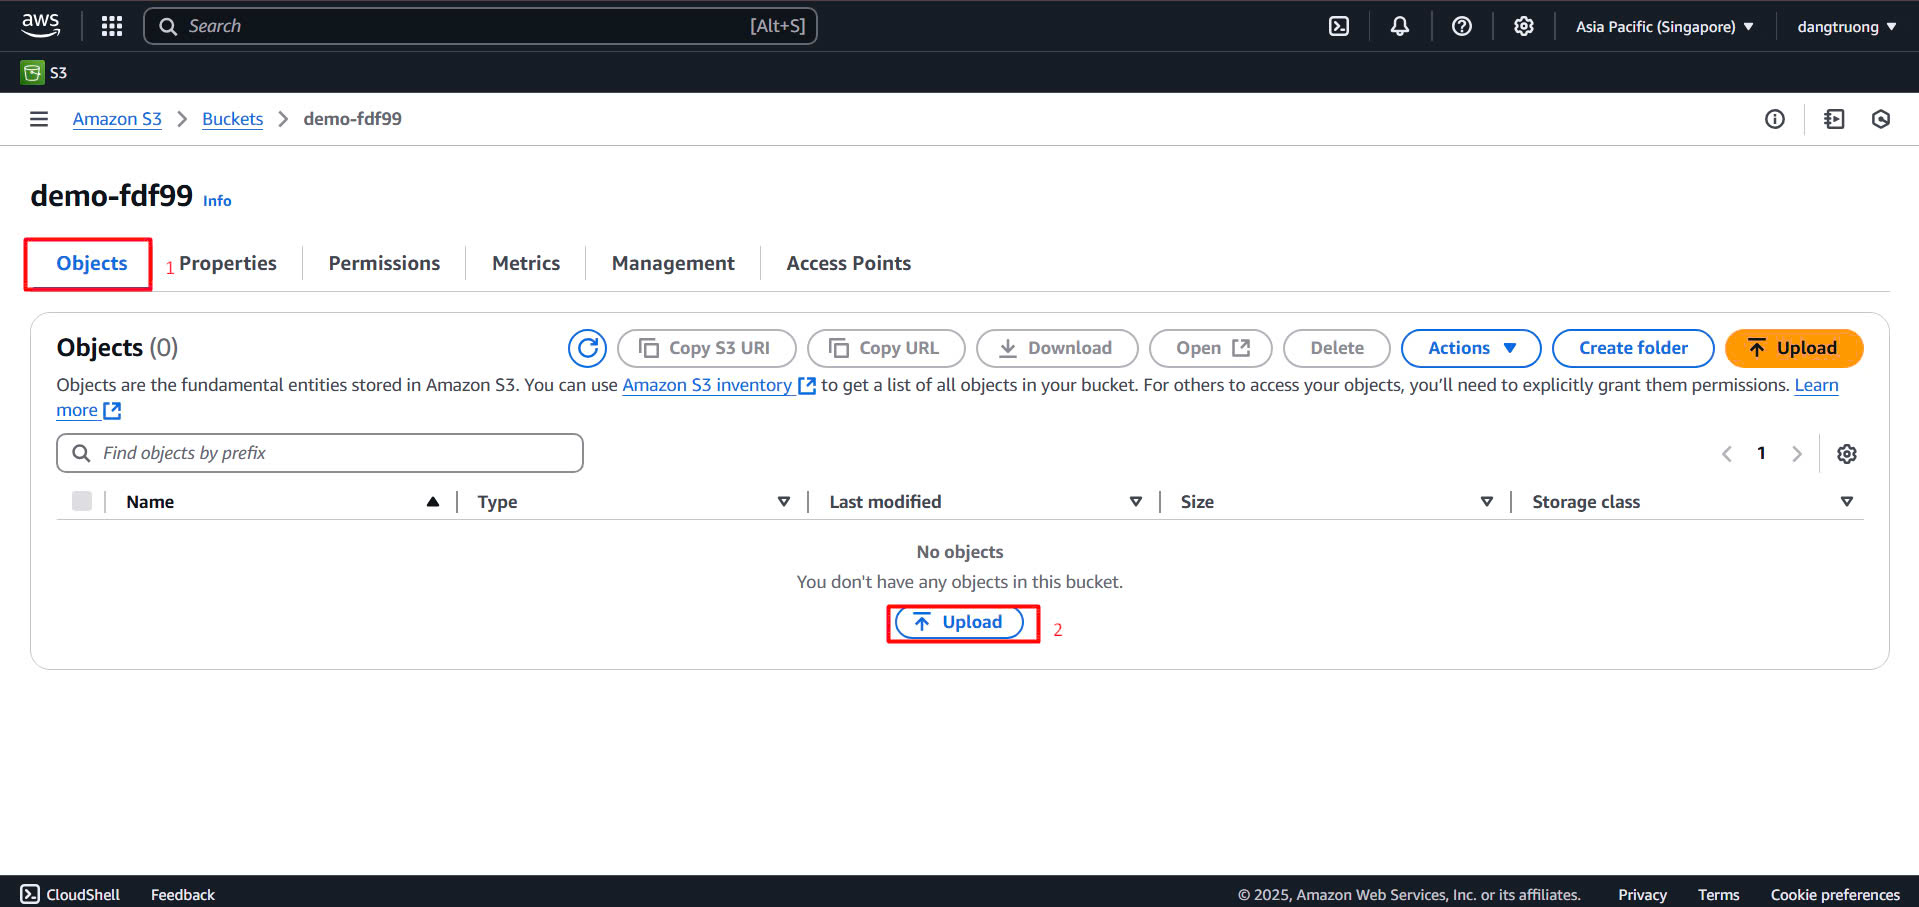 aws Search [Alt+S] Asia Pacific (Singapore) dangtruong
S3
Amazon S3 Buckets demo-fdf99
demo-fdf99 Info
Objects 1 Properties Permissions Metrics Management Access Points
Objects (0) Copy S3 URI Copy URL Download Open Delete Actions Create folder Upload
Objects are the fundamental entities stored in Amazon S3. You can use Amazon S3 inventory to get a list of all objects in your bucket. For others to access your objects, you’ll need to explicitly grant them permissions. Learn
more
Find objects by prefix 1
Name Type Last modified Size Storage class
No objects
You don't have any objects in this bucket.
Upload 2
CloudShell Feedback © 2025, Amazon Web Services, Inc. or its affiliates. Privacy Terms Cookie preferences